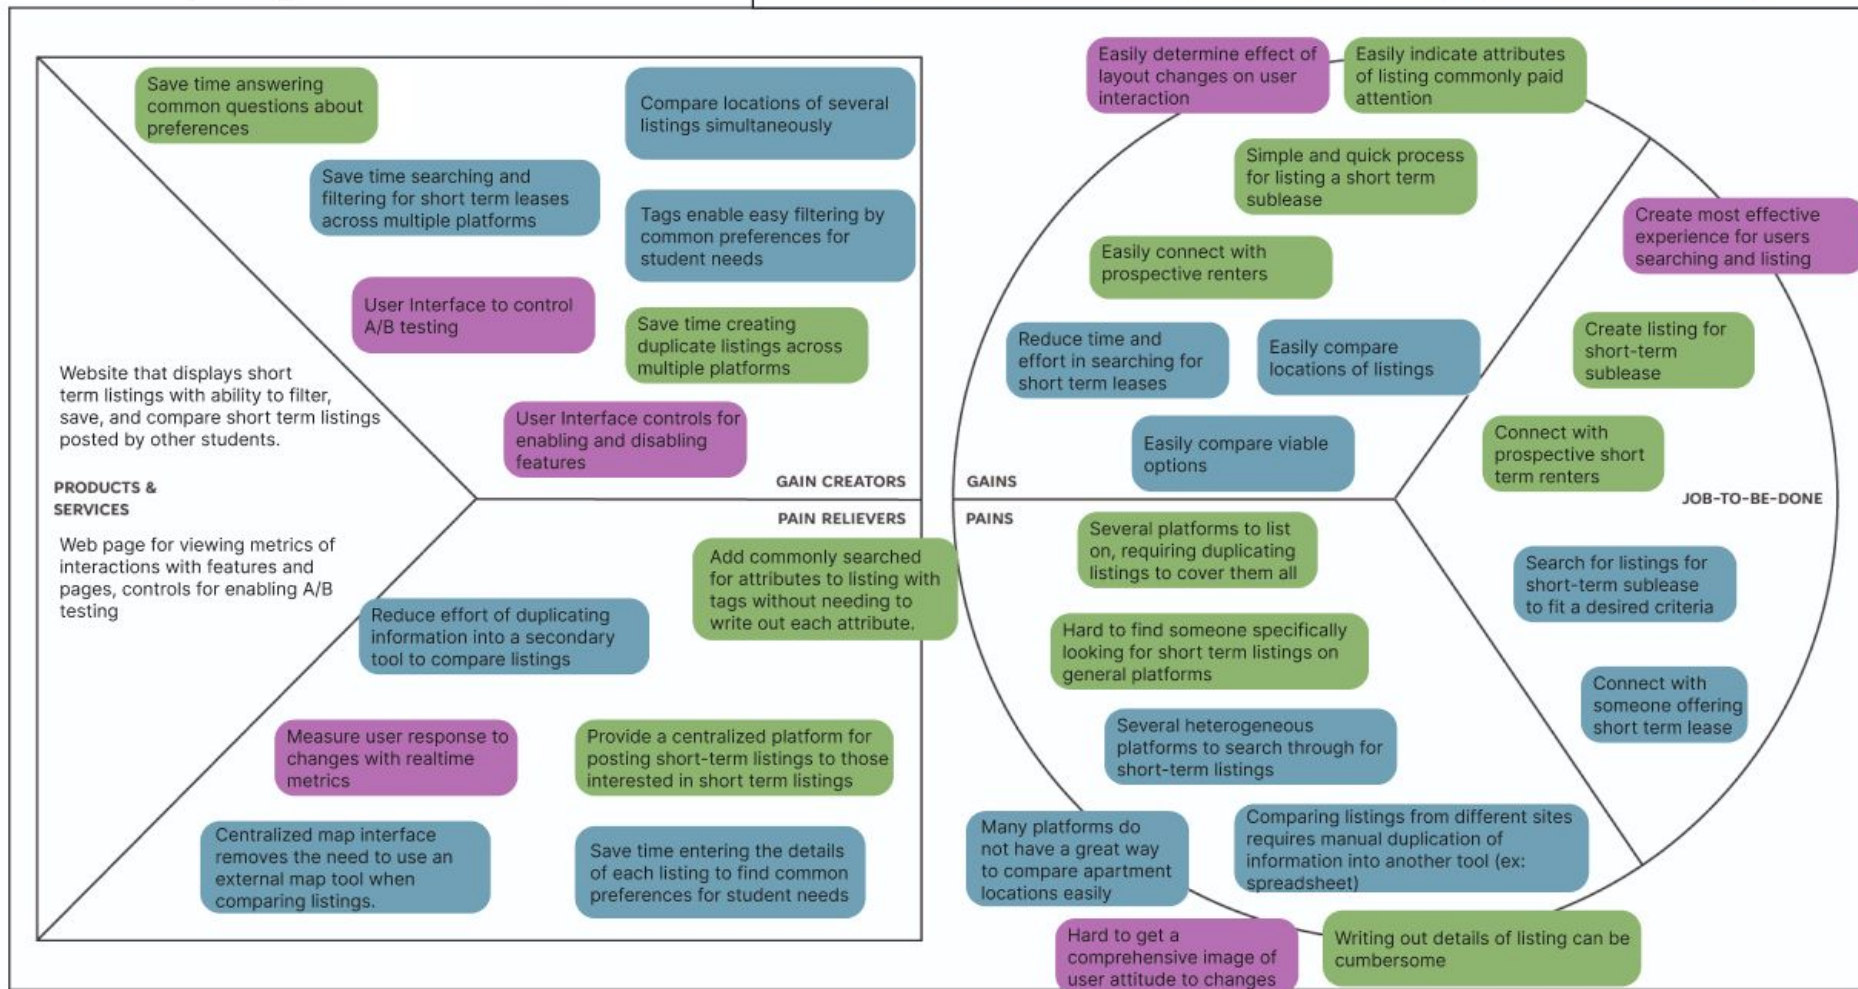 Save time answering
common questions about
preferences
Compare locations of several
listings simultaneously
Save time searching and
filtering for short term leases
across multiple platforms
Tags enable easy filtering by
common preferences for
student needs
User Interface to control
A/B testing
Save time creating
duplicate listings across
multiple platforms
User Interface controls for
enabling and disabling
features
GAIN CREATORS
Website that displays short
term listings with ability to filter,
save, and compare short term listings
posted by other students.
PRODUCTS &
SERVICES
Web page for viewing metrics of
interactions with features and
pages, controls for enabling A/B
testing
PAIN RELIEVERS
Add commonly searched
for attributes to listing with
tags without needing to
write out each attribute.
Reduce effort of duplicating
information into a secondary
tool to compare listings
Measure user response to
changes with realtime
metrics
Provide a centralized platform for
posting short-term listings to those
interested in short term listings
Centralized map interface
removes the need to use an
external map tool when
comparing listings.
Save time entering the details
of each listing to find common
preferences for student needs
Easily determine effect of
layout changes on user
interaction
Easily indicate attributes
of listing commonly paid
attention
Simple and quick process
for listing a short term
sublease
Easily connect with
prospective renters
Reduce time and
effort in searching for
short term leases
Easily compare
locations of listings
Easily compare viable
options
GAINS
PAINS
Several platforms to list
on, requiring duplicating
listings to cover them all
Hard to find someone specifically
looking for short term listings on
general platforms
Several heterogeneous
platforms to search through for
short-term listings
Many platforms do
not have a great way
to compare apartment
locations easily
Comparing listings from different sites
requires manual duplication of
information into another tool (ex:
spreadsheet)
Hard to get a
comprehensive image of
user attitude to changes
Writing out details of listing can be
cumbersome
Create most effective
experience for users
searching and listing
Create listing for
short-term
sublease
Connect with
prospective short
term renters
JOB-TO-BE-DONE
Search for listings for
short-term sublease
to fit a desired criteria
Connect with
someone offering
short term lease